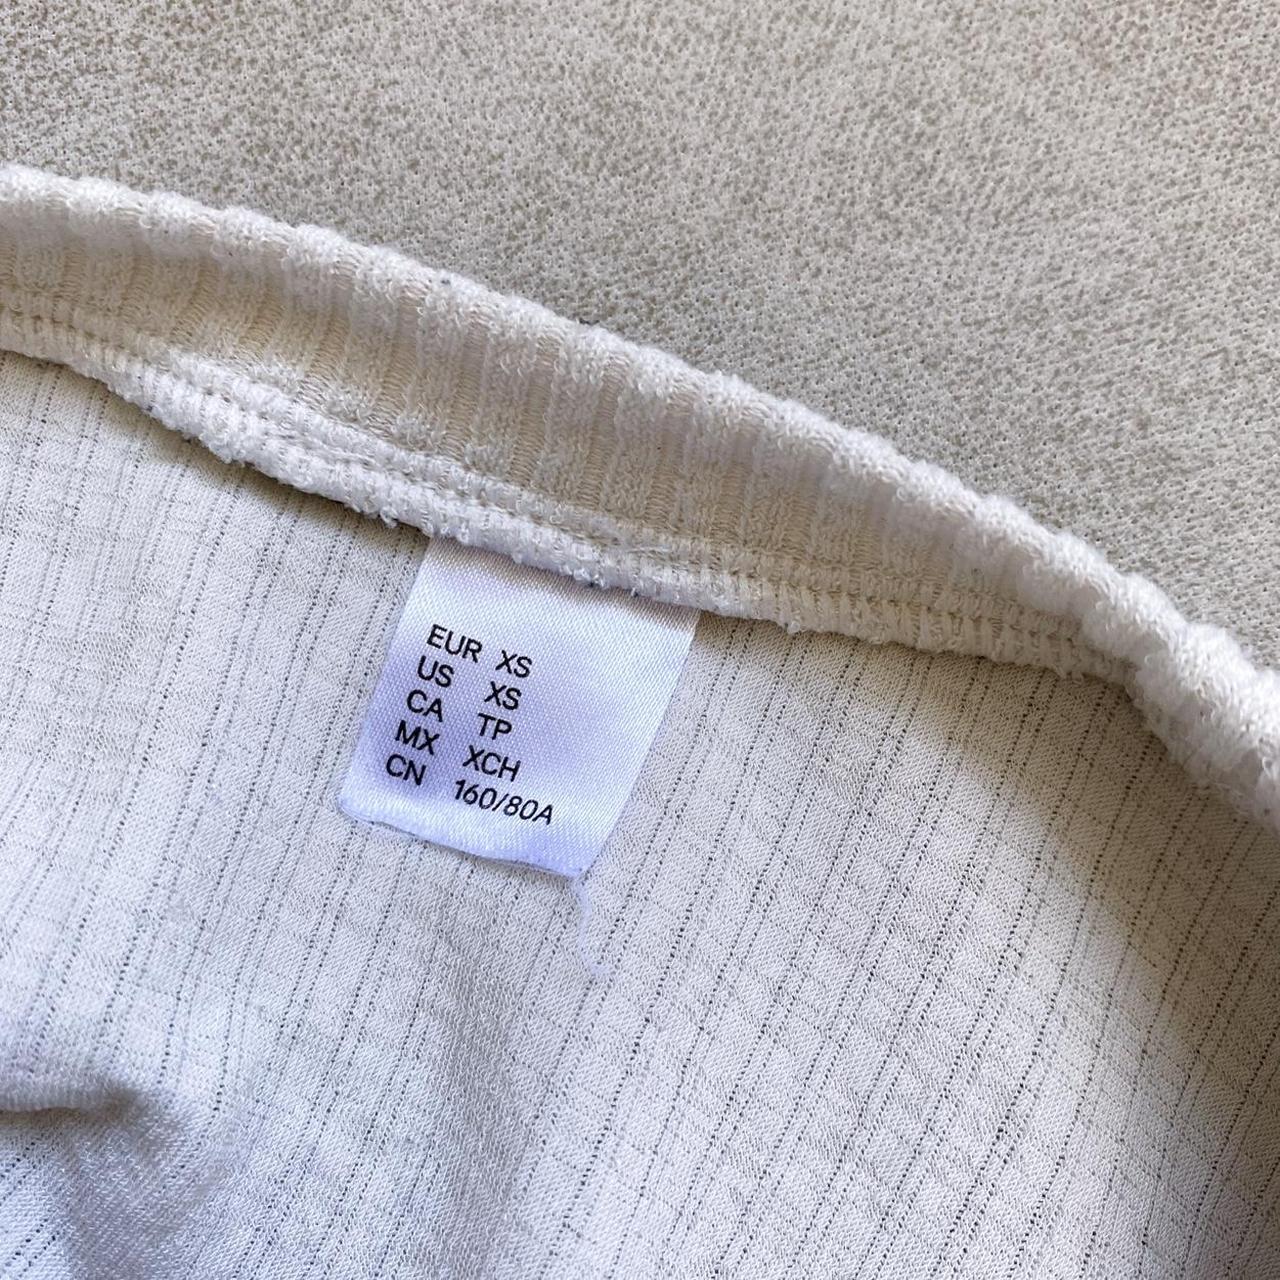 EUR XS
US XS
CA TP
MX XCH
CN 160/80A